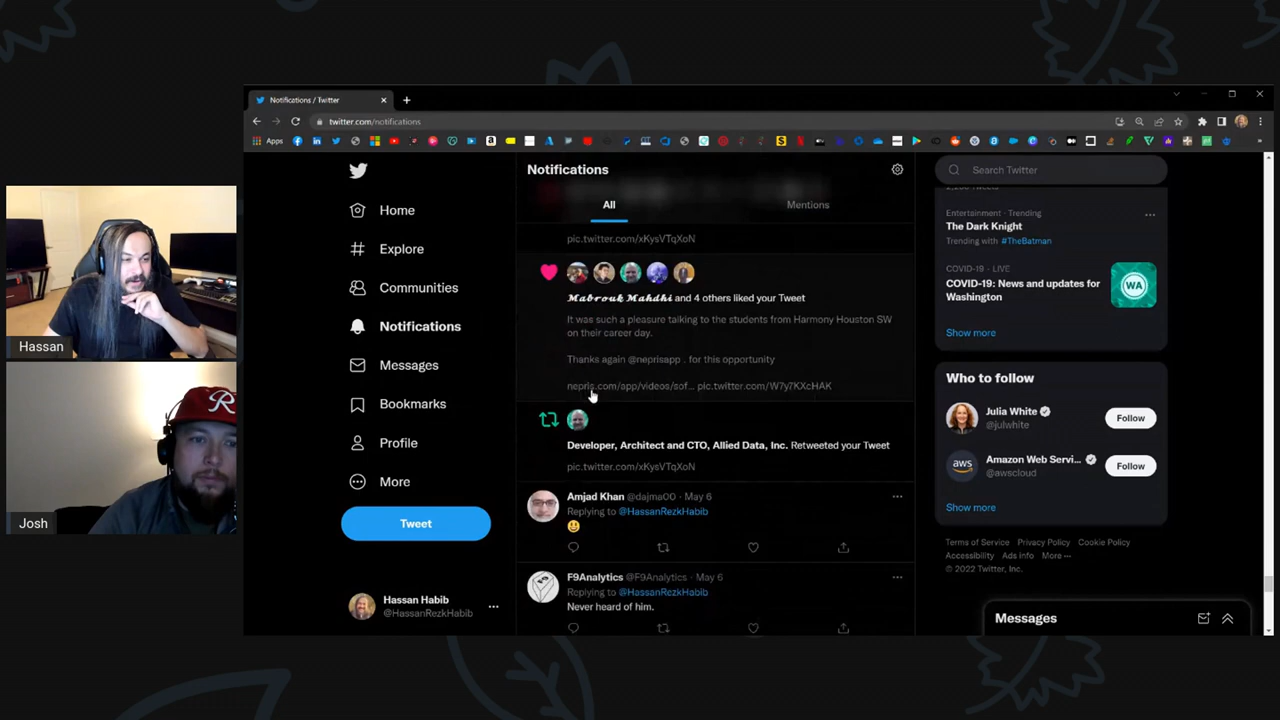 Notifications / Twitter
twitter.com/notifications
Apps
Home
Explore
Communities
Notifications
Messages
Bookmarks
Profile
More
Tweet
Hassan Habib
@HassanRezkHabib
Notifications
All
Mentions
pic.twitter.com/xKysVTqXoN
𝓜𝓪𝓫𝓻𝓸𝓾𝓴 𝓜𝓪𝓱𝓭𝓱𝓲 and 4 others liked your Tweet
It was such a pleasure talking to the students from Harmony Houston SW
on their career day.
Thanks again @neprisapp . for this opportunity
nepris.com/app/videos/sof... pic.twitter.com/W7y7KXcHAK
Developer, Architect and CTO, Allied Data, Inc. Retweeted your Tweet
pic.twitter.com/xKysVTqXoN
Amjad Khan @dajma00 · May 6
Replying to @HassanRezkHabib
F9Analytics @F9Analytics · May 6
Replying to @HassanRezkHabib
Never heard of him.
Search Twitter
Entertainment · Trending
The Dark Knight
Trending with #TheBatman
COVID-19 · LIVE
COVID-19: News and updates for
Washington
WA
Show more
Who to follow
Julia White
@julwhite
Follow
aws
Amazon Web Servi...
@awscloud
Follow
Show more
Terms of Service Privacy Policy Cookie Policy
Accessibility Ads info More ···
© 2022 Twitter, Inc.
Messages
Hassan
Josh